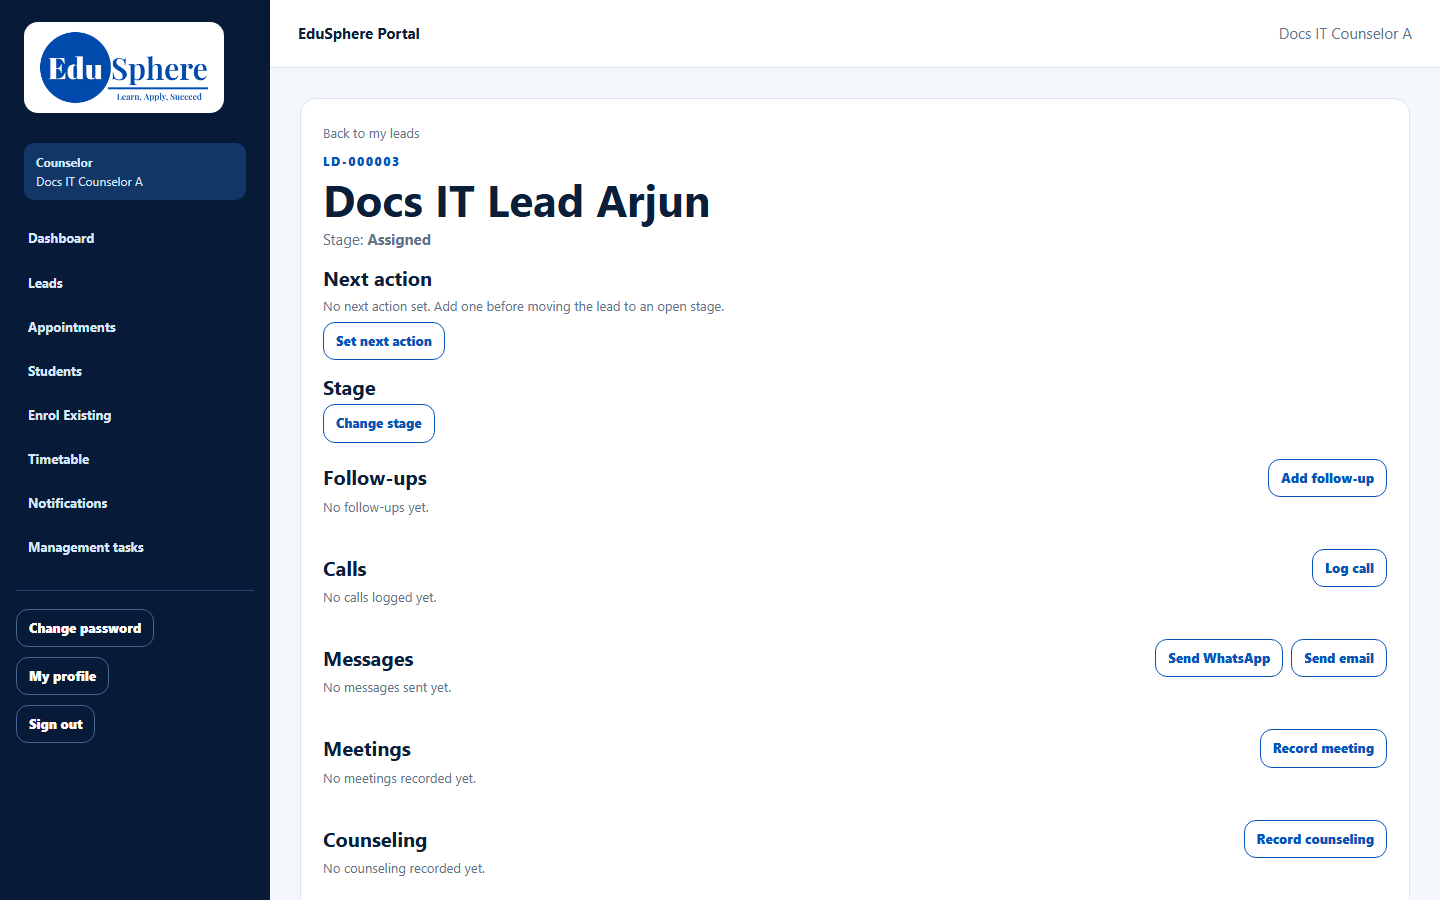 EduSphere
Learn. Apply, Succeed
Counselor
Docs IT Counselor A
Dashboard
Leads
Appointments
Students
Enrol Existing
Timetable
Notifications
Management tasks
Change password
My profile
Sign out
EduSphere Portal
Docs IT Counselor A
Back to my leads
LD-000003
Docs IT Lead Arjun
Stage: Assigned
Next action
No next action set. Add one before moving the lead to an open stage.
Set next action
Stage
Change stage
Follow-ups
Add follow-up
No follow-ups yet.
Calls
Log call
No calls logged yet.
Messages
Send WhatsApp
Send email
No messages sent yet.
Meetings
Record meeting
No meetings recorded yet.
Counseling
Record counseling
No counseling recorded yet.